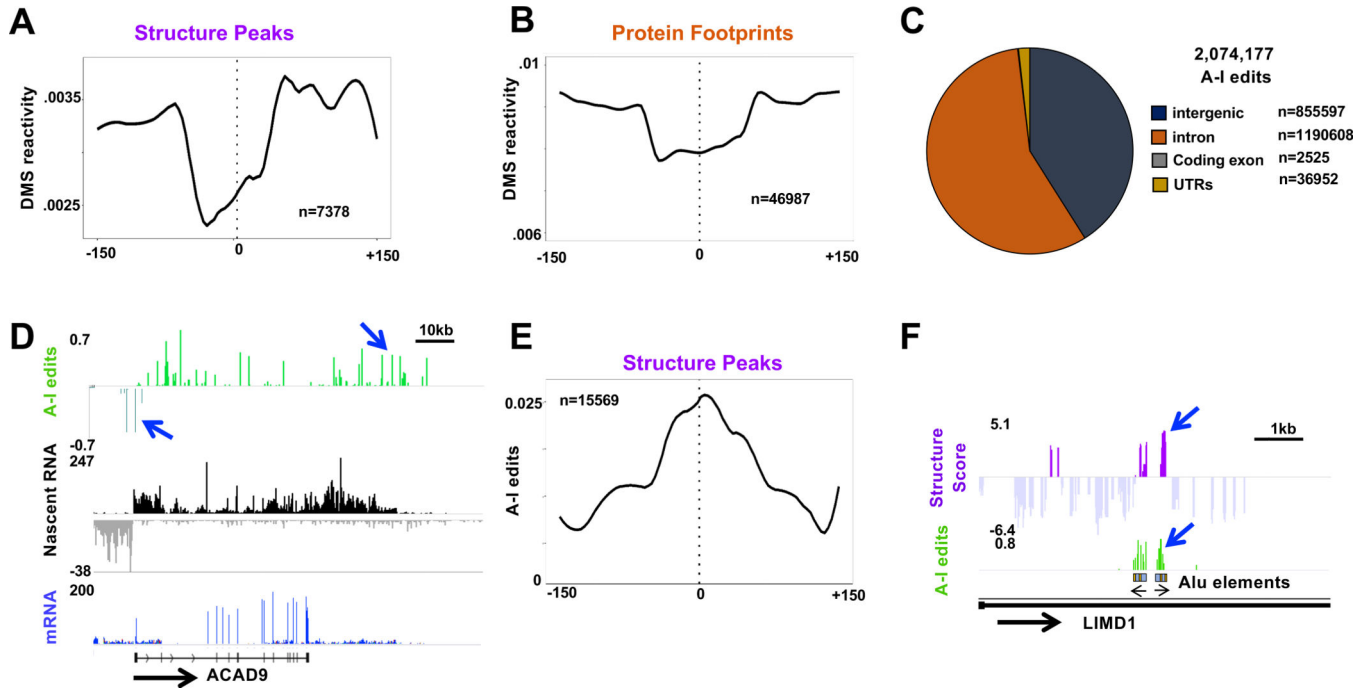 A
Structure Peaks
DMS reactivity
.0035
.0025
n=7378
-150
0
+150
B
Protein Footprints
DMS reactivity
.01
.006
n=46987
-150
0
+150
C
2,074,177
A-I edits
intergenic n=855597
intron n=1190608
Coding exon n=2525
UTRs n=36952
D
A-I edits
0.7
-0.7
10kb
Nascent RNA
247
-38
mRNA
200
ACAD9
E
Structure Peaks
A-I edits
0.025
0
n=15569
-150
0
+150
F
Structure
Score
5.1
-6.4
1kb
A-I edits
0.8
Alu elements
LIMD1